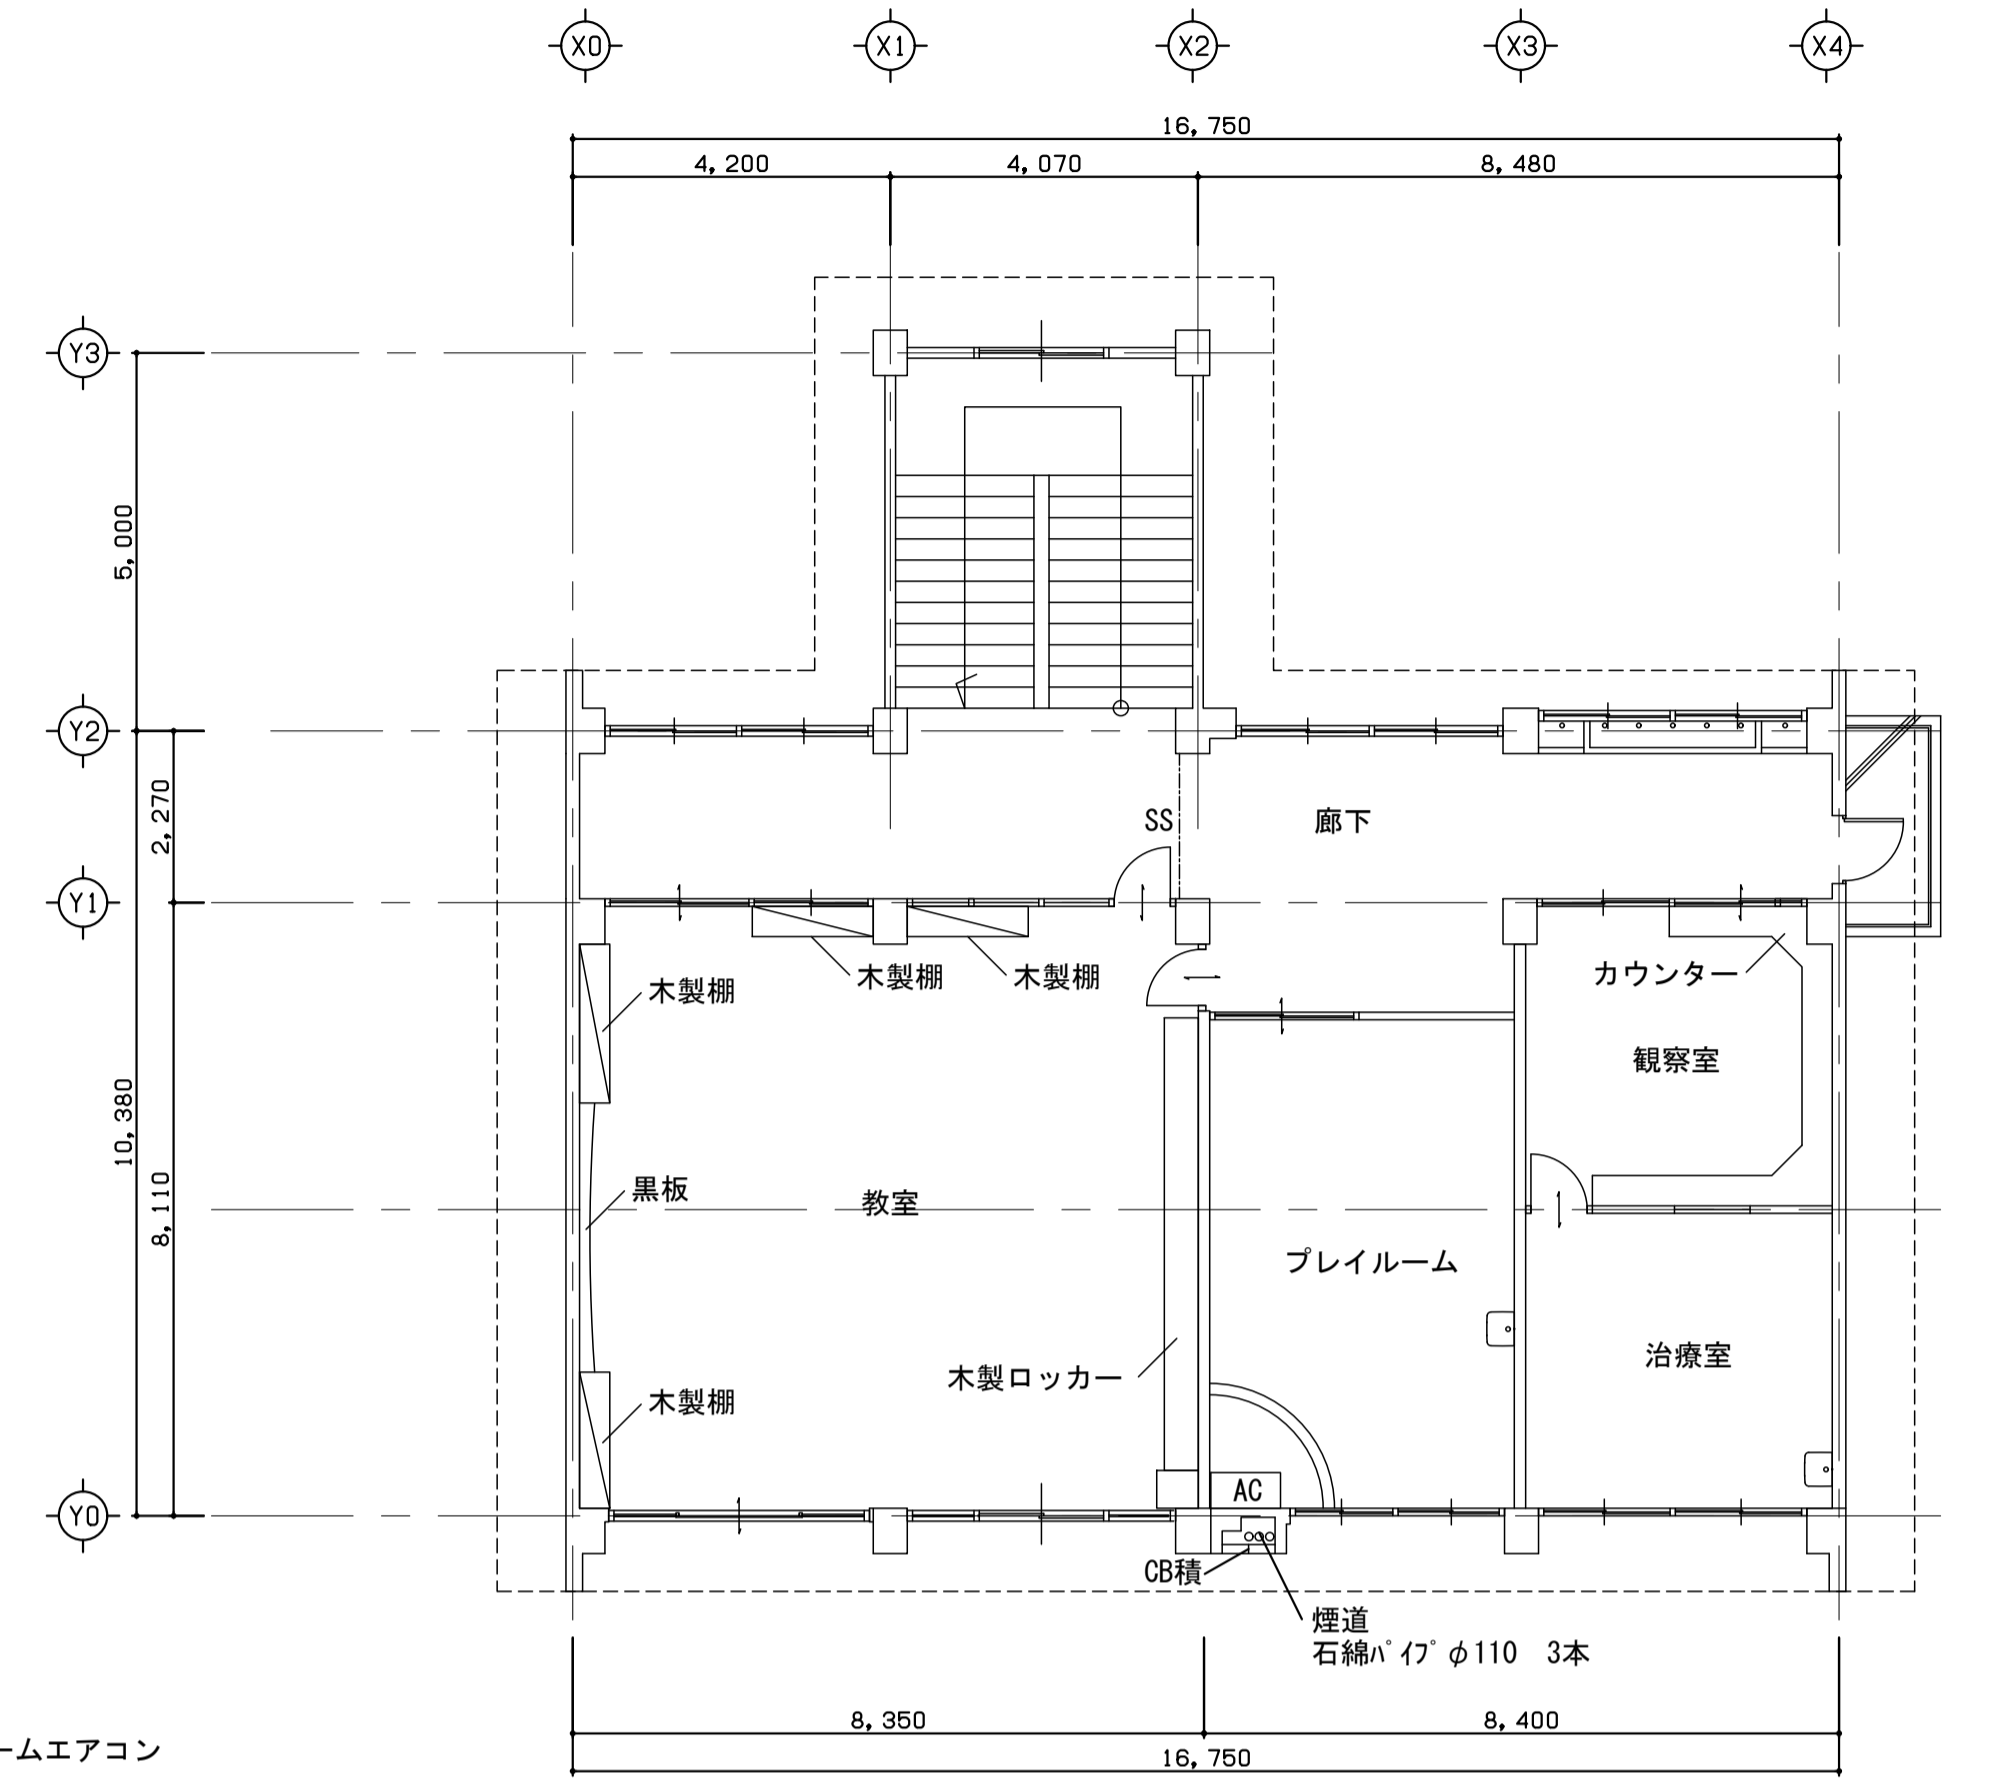 X0
X1
X2
X3
X4
16,750
4,200
4,070
8,480
Y3
5,000
Y2
2,270
SS
廊下
Y1
木製棚
木製棚
木製棚
カウンター
観察室
10,380
8,110
黒板
教室
プレイルーム
木製ロッカー
治療室
木製棚
AC
Y0
CB積
煙道
石綿ﾊﾟｲﾌﾟφ110 3本
8,350
8,400
ームエアコン
16,750